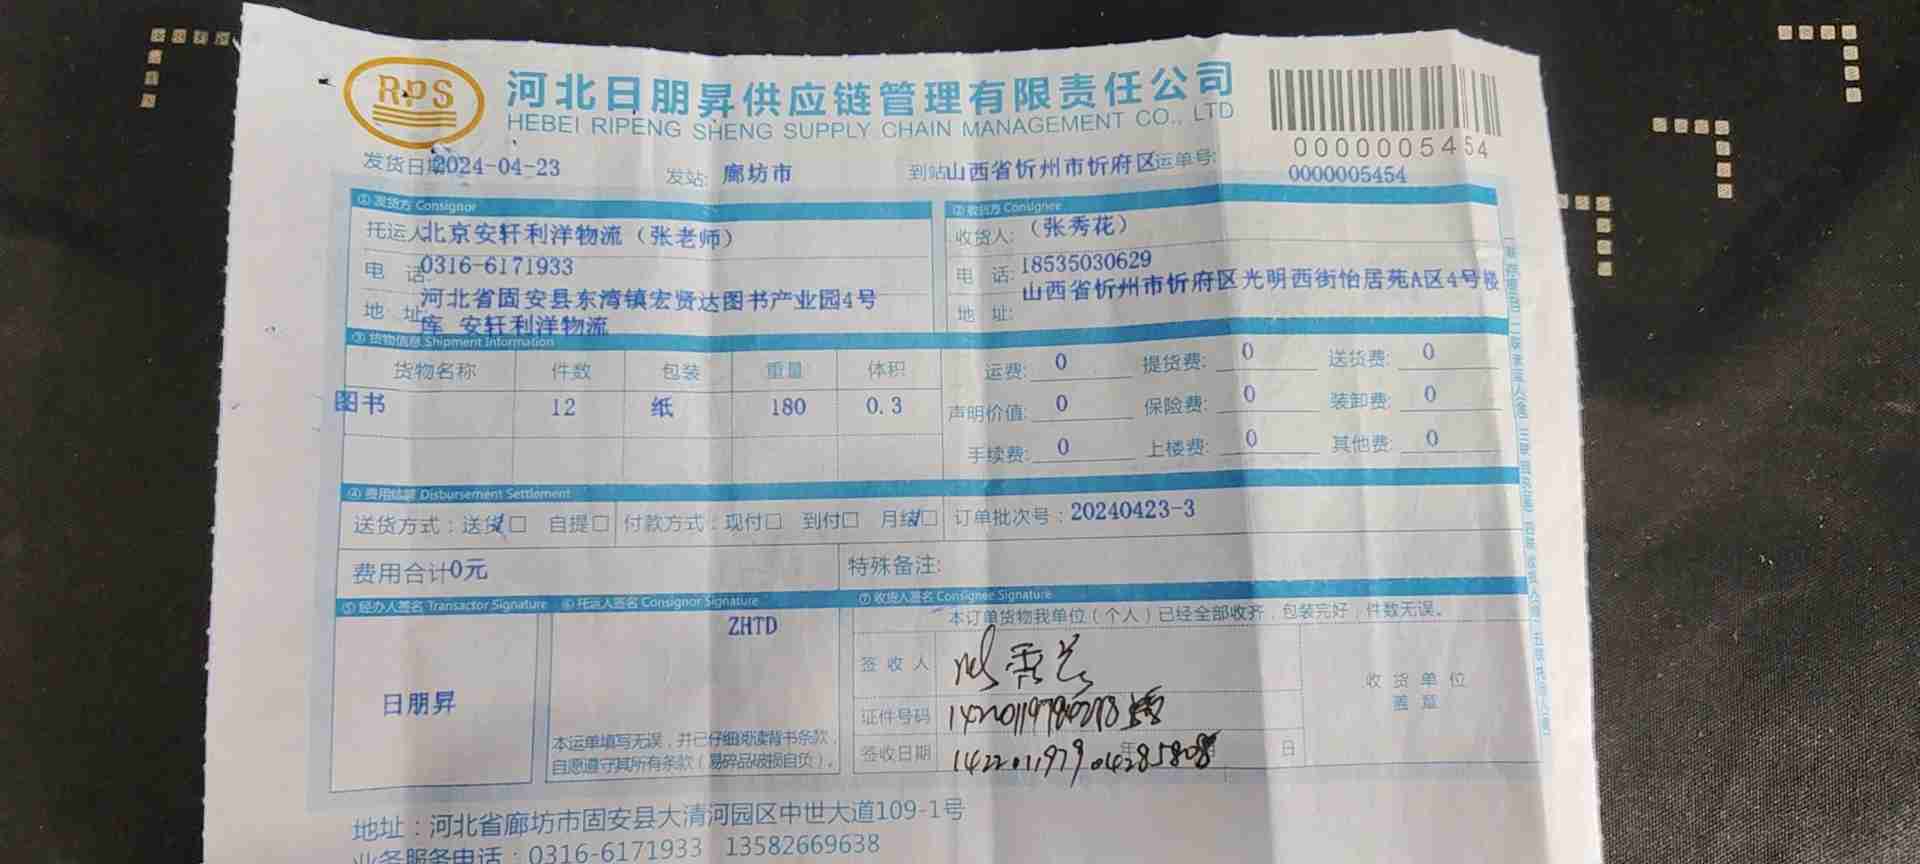 RPS
河北日朋昇供应链管理有限责任公司
HEBEI RIPENG SHENG SUPPLY CHAIN MANAGEMENT CO., LTD
0000005454
发货日期 2024-04-23 发站: 廊坊市 到站 山西省忻州市忻府区 运单号: 0000005454
① 发货方 Consignor
托运人 北京安轩利洋物流（张老师）
电 话: 0316-6171933
地 址 河北省固安县东湾镇宏贤达图书产业园4号
库 安轩利洋物流
② 收货方 Consignee
收货人: （张秀花）
电 话: 18535030629
山西省忻州市忻府区光明西街怡居苑A区4号楼
地 址:
③ 货物信息 Shipment Information
货物名称 件数 包装 重量 体积
图书 12 纸 180 0.3
运费: 0 提货费: 0 送货费: 0
声明价值: 0 保险费: 0 装卸费: 0
手续费: 0 上楼费: 0 其他费: 0
④ 费用结算 Disbursement Settlement
送货方式：送货√□ 自提□ 付款方式：现付□ 到付□ 月结√□ 订单批次号：20240423-3
费用合计0元 特殊备注:
⑤ 经办人签名 Transactor Signature
日朋昇
⑥ 托运人签名 Consignor Signature
ZHTD
本运单填写无误，并已仔细阅读背书条款，
自愿遵守其所有条款（易碎品破损自负）。
⑦ 收货人签名 Consignee Signature
本订单货物我单位（个人）已经全部收齐，包装完好，件数无误。
签 收 人
证件号码
签收日期 年 日
收 货 单 位
盖 章
地址：河北省廊坊市固安县大清河园区中世大道109-1号
业务服务电话：0316-6171933 13582669638